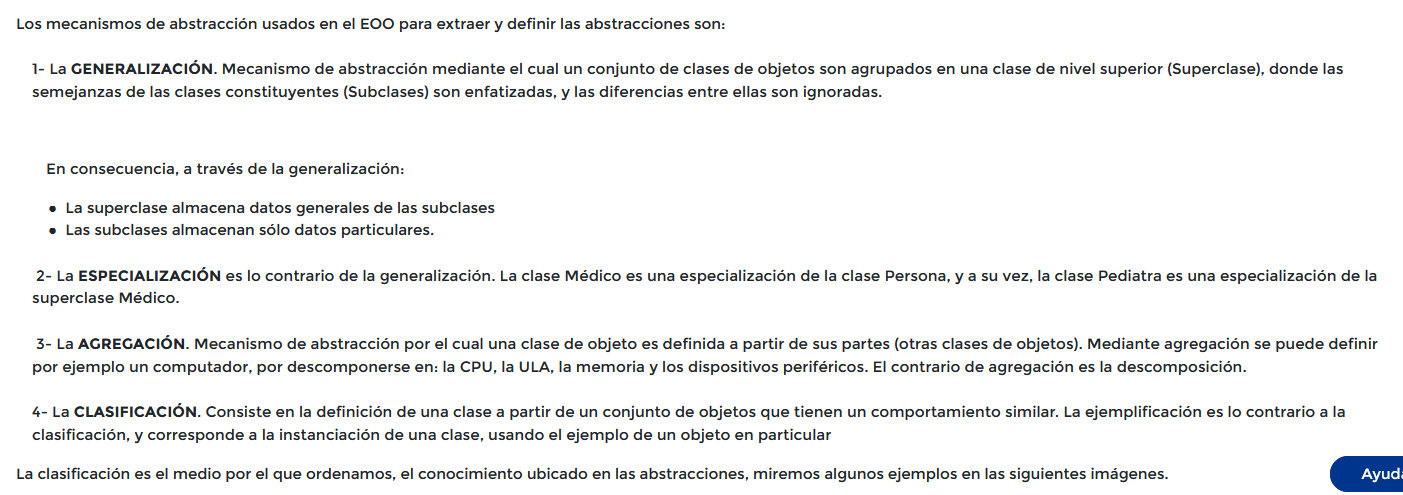 Los mecanismos de abstracción usados en el EOO para extraer y definir las abstracciones son:
1- La GENERALIZACIÓN. Mecanismo de abstracción mediante el cual un conjunto de clases de objetos son agrupados en una clase de nivel superior (Superclase), donde las
semejanzas de las clases constituyentes (Subclases) son enfatizadas, y las diferencias entre ellas son ignoradas.
En consecuencia, a través de la generalización:
• La superclase almacena datos generales de las subclases
• Las subclases almacenan sólo datos particulares.
2- La ESPECIALIZACIÓN es lo contrario de la generalización. La clase Médico es una especialización de la clase Persona, y a su vez, la clase Pediatra es una especialización de la
superclase Médico.
3- La AGREGACIÓN. Mecanismo de abstracción por el cual una clase de objeto es definida a partir de sus partes (otras clases de objetos). Mediante agregación se puede definir
por ejemplo un computador, por descomponerse en: la CPU, la ULA, la memoria y los dispositivos periféricos. El contrario de agregación es la descomposición.
4- La CLASIFICACIÓN. Consiste en la definición de una clase a partir de un conjunto de objetos que tienen un comportamiento similar. La ejemplificación es lo contrario a la
clasificación, y corresponde a la instanciación de una clase, usando el ejemplo de un objeto en particular
La clasificación es el medio por el que ordenamos, el conocimiento ubicado en las abstracciones, miremos algunos ejemplos en las siguientes imágenes.